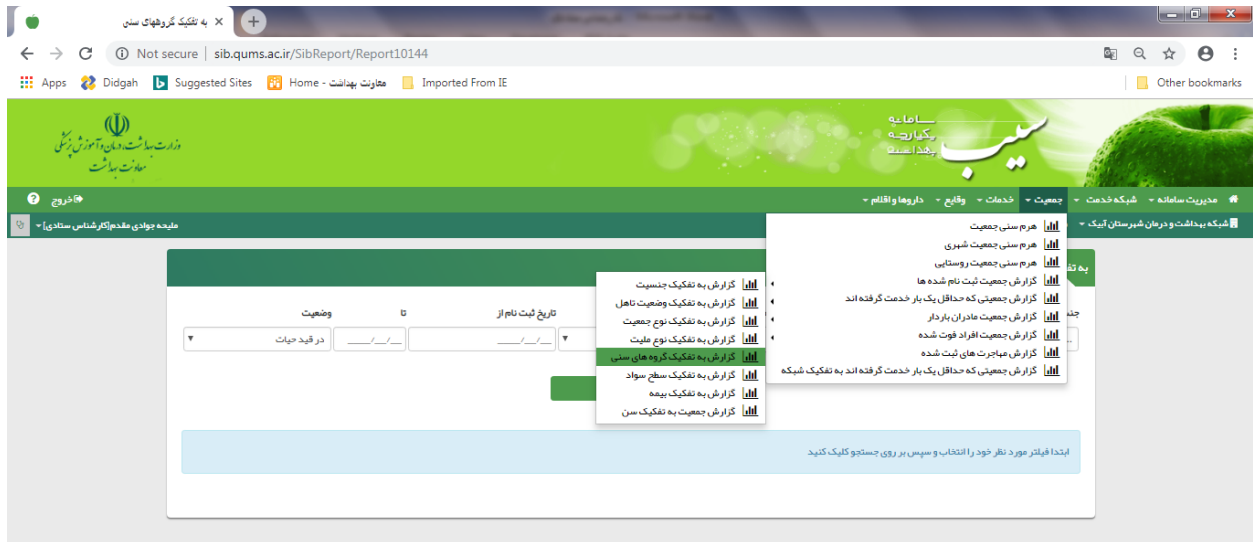 به تفکیک گروههای سنی
Not secure | sib.qums.ac.ir/SibReport/Report10144
Apps Didgah Suggested Sites معاونت بهداشت - Home Imported From IE Other bookmarks
سامانه
یکپارچه
بهداشت
سیب
وزارت بهداشت، درمان و آموزش پزشکی
معاونت بهداشت
مدیریت سامانه شبکه خدمت جمعیت خدمات وقایع داروها و اقلام خروج
شبکه بهداشت و درمان شهرستان آبیک ملیحه جوادی مقدم[کارشناس ستادی]
هرم سنی جمعیت
هرم سنی جمعیت شهری
هرم سنی جمعیت روستایی
گزارش جمعیت ثبت نام شده ها
گزارش جمعیتی که حداقل یک بار خدمت گرفته اند
گزارش جمعیت مادران باردار
گزارش جمعیت افراد فوت شده
گزارش مهاجرت های ثبت شده
گزارش جمعیتی که حداقل یک بار خدمت گرفته اند به تفکیک شبکه
گزارش به تفکیک جنسیت
گزارش به تفکیک وضعیت تاهل
گزارش به تفکیک نوع جمعیت
گزارش به تفکیک نوع ملیت
گزارش به تفکیک گروه های سنی
گزارش به تفکیک سطح سواد
گزارش به تفکیک بیمه
گزارش جمعیت به تفکیک سن
تاریخ ثبت نام از تا وضعیت
__/__/____ __/__/____ در قید حیات
ابتدا فیلتر مورد نظر خود را انتخاب و سپس بر روی جستجو کلیک کنید